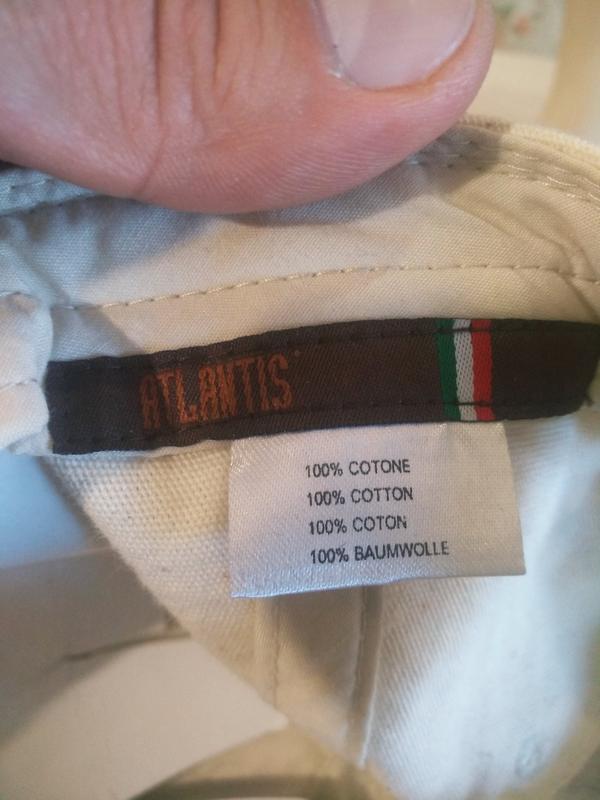 ATLANTIS
100% COTONE
100% COTTON
100% COTON
100% BAUMWOLLE